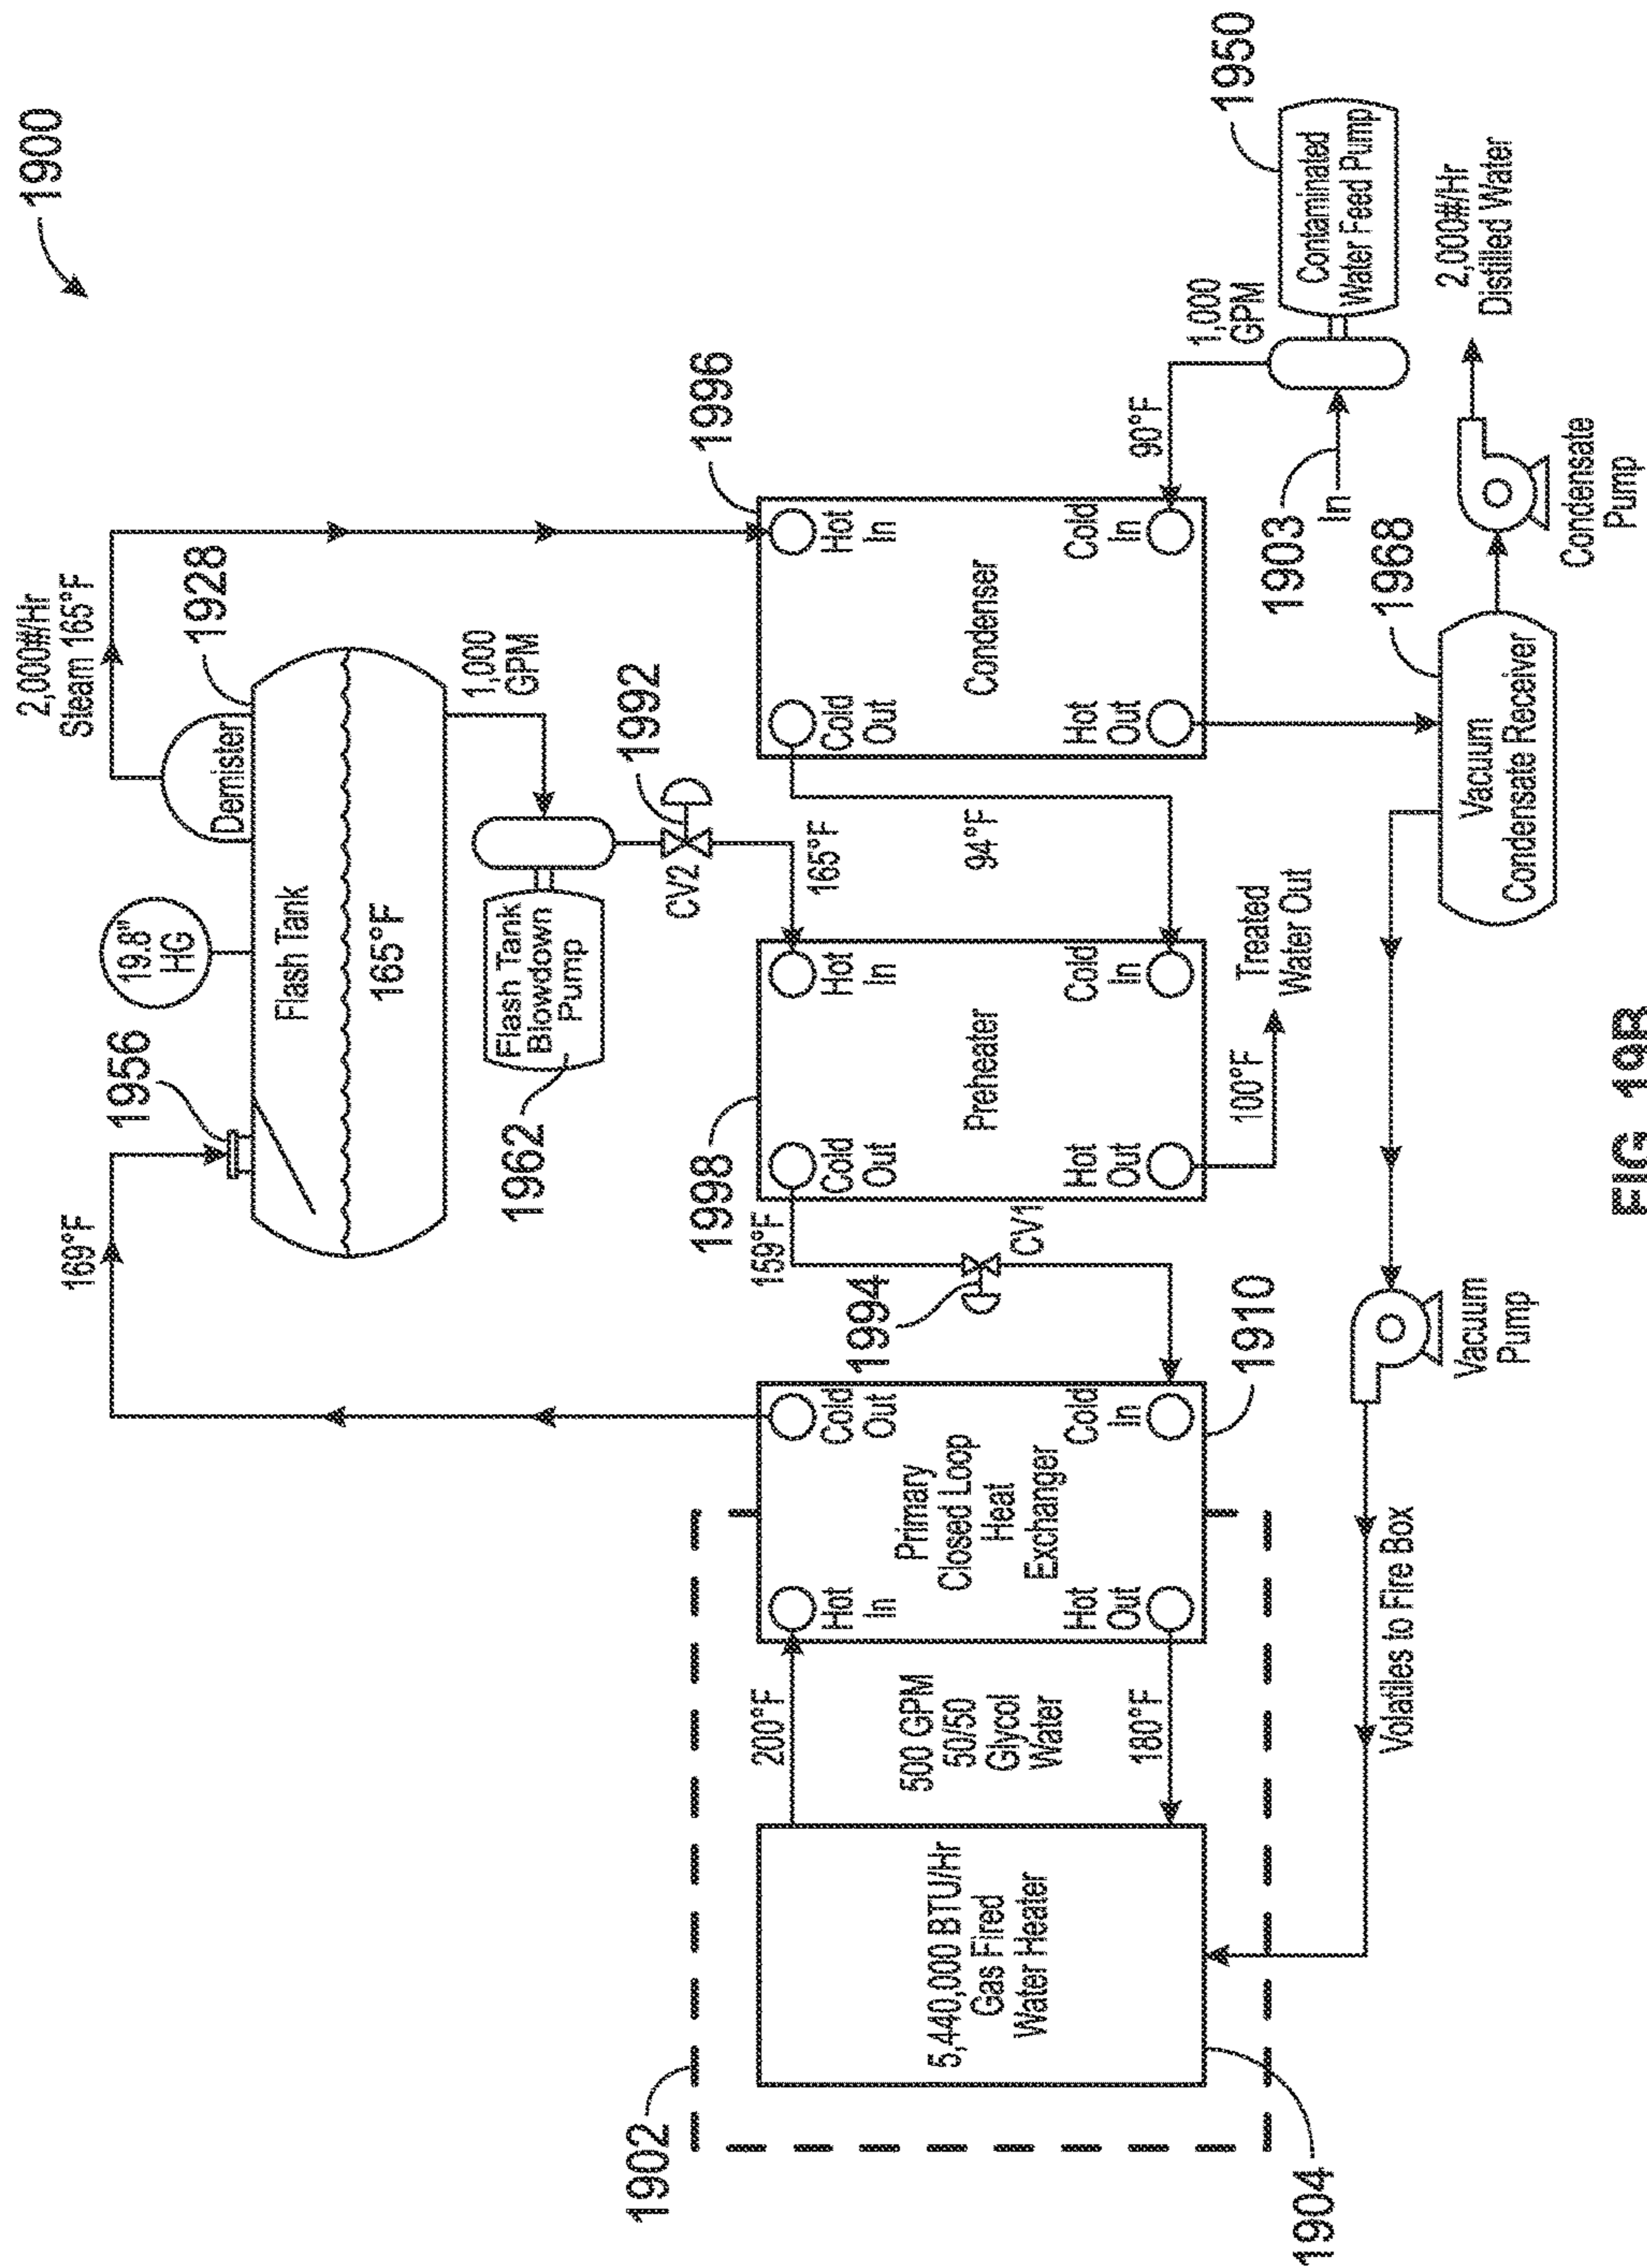 1900
2,000#/Hr
Steam 165°F
1928
Demister
19.8"
HG
Flash Tank
165°F
1956
169°F
1,000
GPM
Flash Tank
Blowdown
Pump
1962
1992
CV2
165°F
1996
Hot
In
Cold
Out
Condenser
Cold
In
Hot
Out
90°F
1,000
GPM
1950
Contaminated
Water Feed Pump
1903
In
94°F
1998
Hot
In
Cold
Out
Preheater
Cold
In
Hot
Out
100°F
Treated
Water Out
159°F
1994
CV1
1910
Cold
Out
Hot
In
Primary
Closed Loop
Heat
Exchanger
Cold
In
Hot
Out
200°F
500 GPM
50/50
Glycol
Water
180°F
1902
5,440,000 BTU/Hr
Gas Fired
Water Heater
1904
1968
Vacuum
Condensate Receiver
2,000#/Hr
Distilled Water
Condensate
Pump
Vacuum
Pump
Volatiles to Fire Box
FIG. 19B